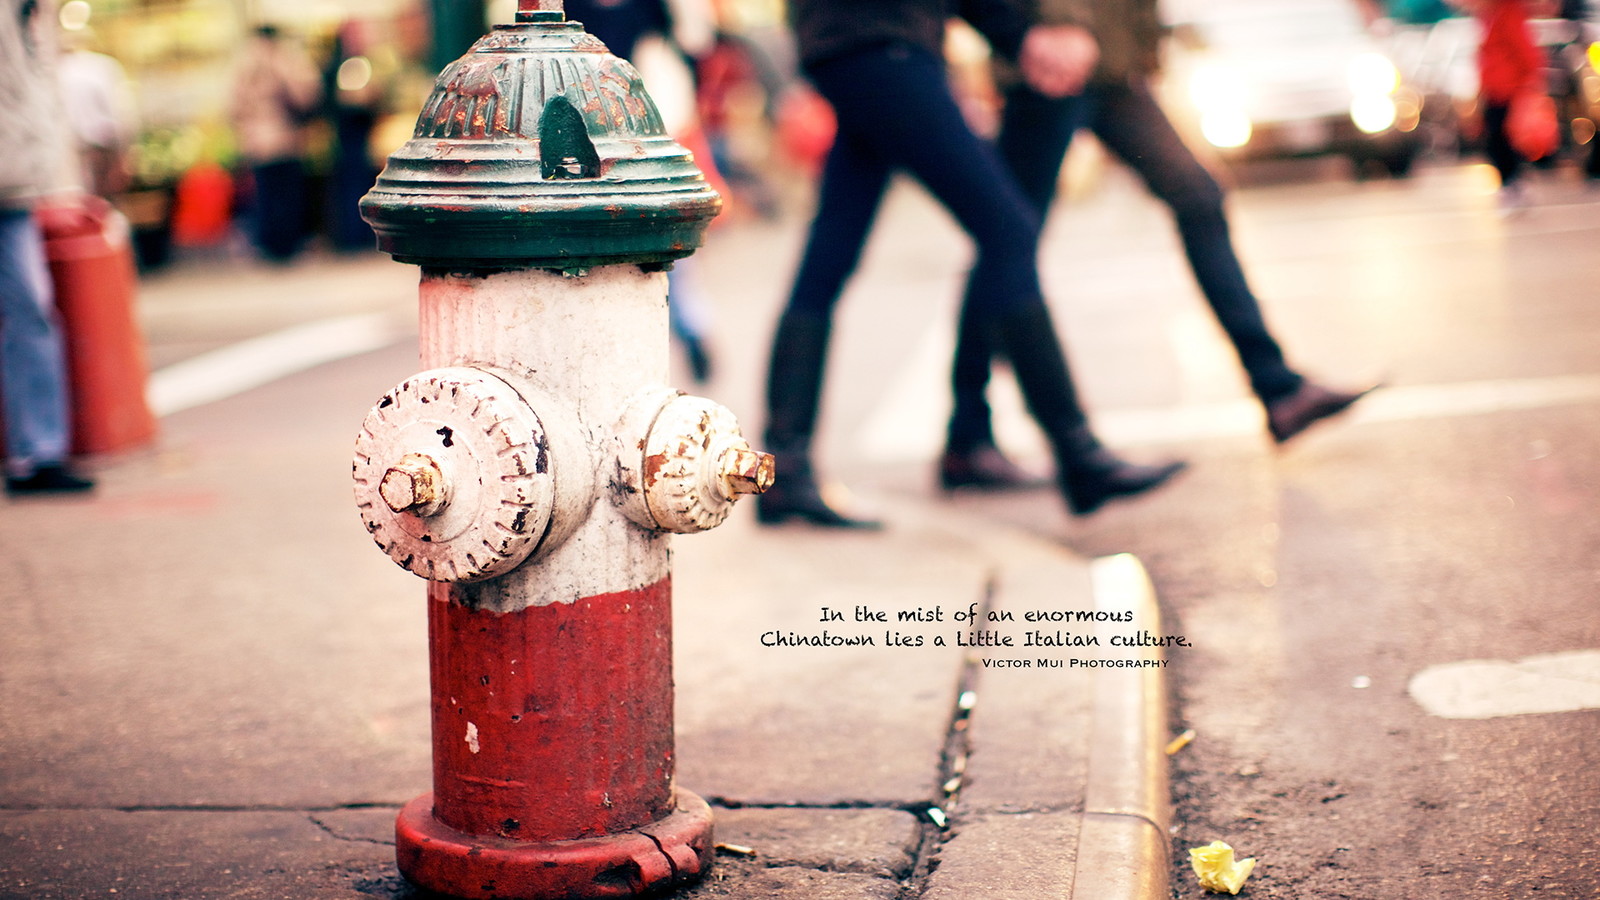 In the mist of an enormous
Chinatown lies a Little Italian culture.
Victor Mui Photography